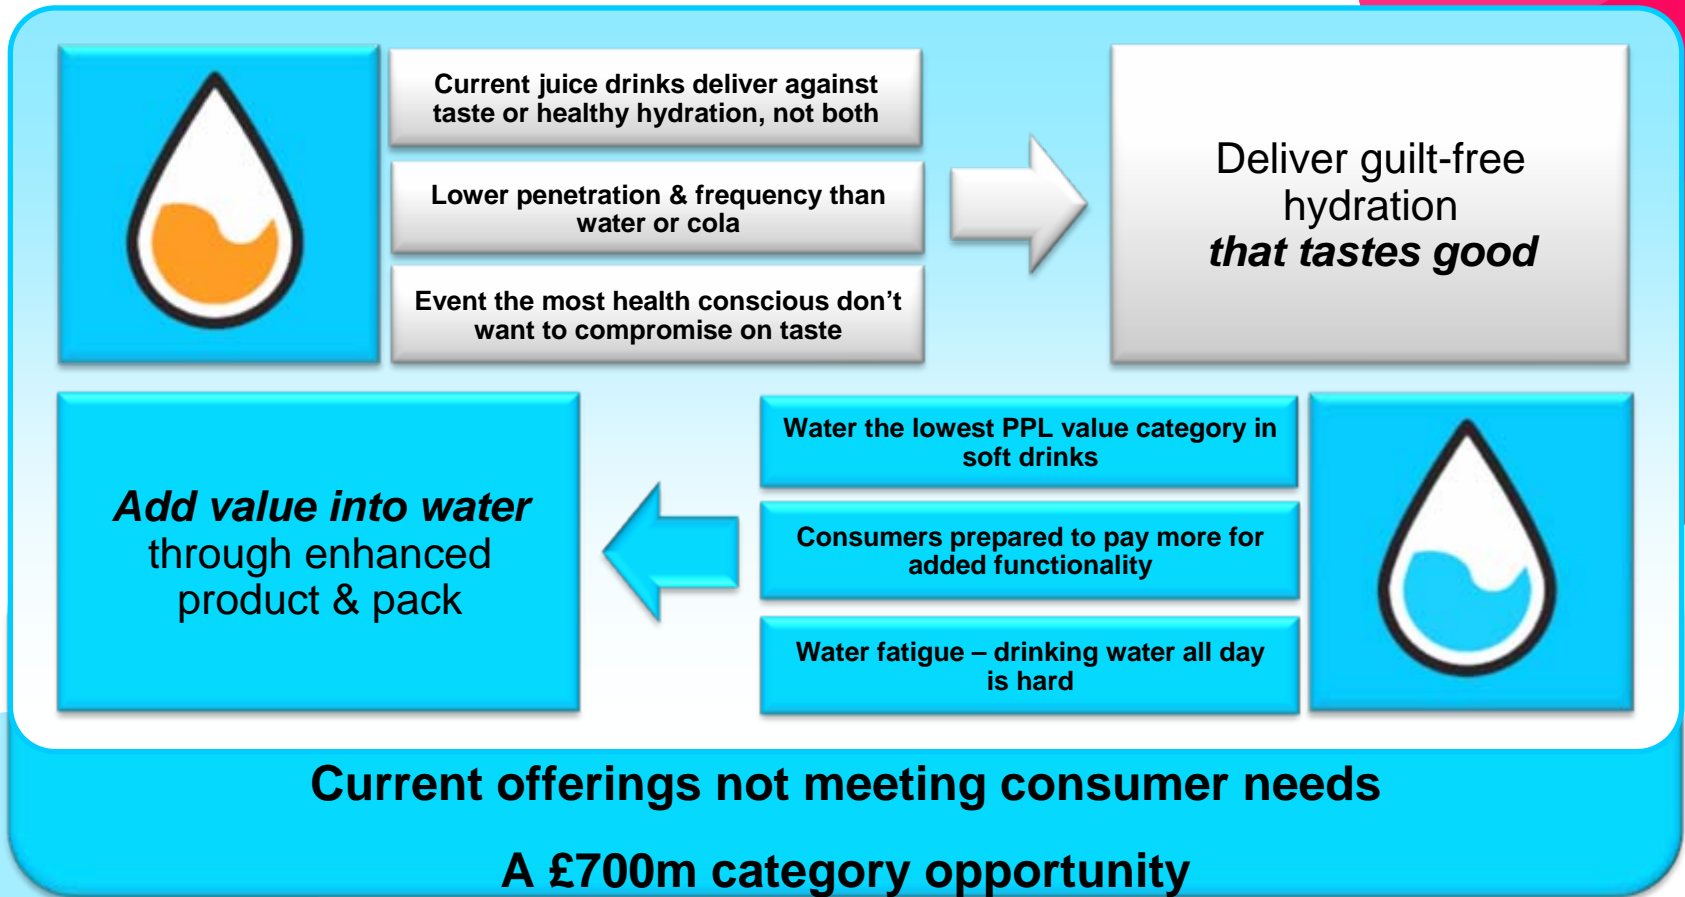 Current juice drinks deliver against
taste or healthy hydration, not both
Lower penetration & frequency than
water or cola
Event the most health conscious don’t
want to compromise on taste
Deliver guilt-free
hydration
that tastes good
Add value into water
through enhanced
product & pack
Water the lowest PPL value category in
soft drinks
Consumers prepared to pay more for
added functionality
Water fatigue – drinking water all day
is hard
Current offerings not meeting consumer needs
A £700m category opportunity